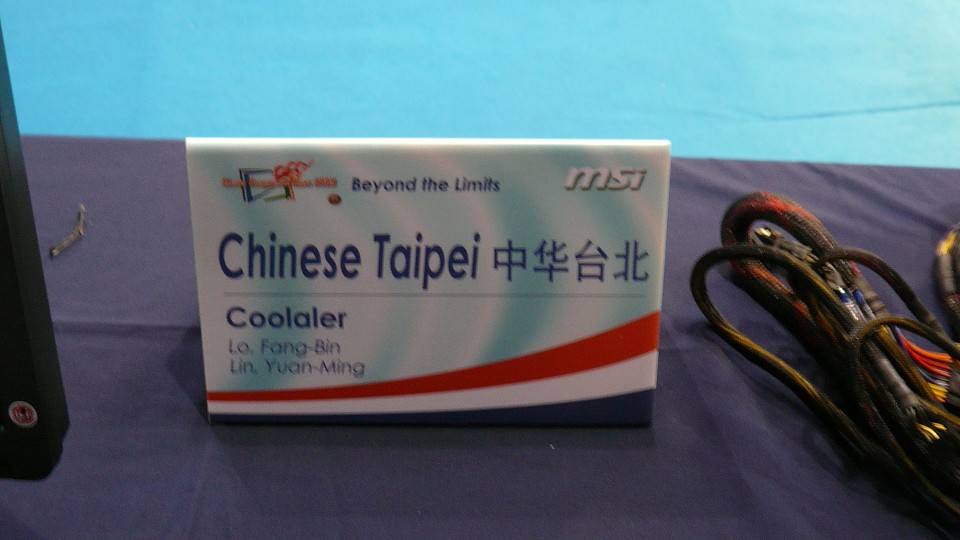 Beyond the Limits
msi
Chinese Taipei 中华台北
Coolaler
Lo, Fang-Bin
Lin, Yuan-Ming